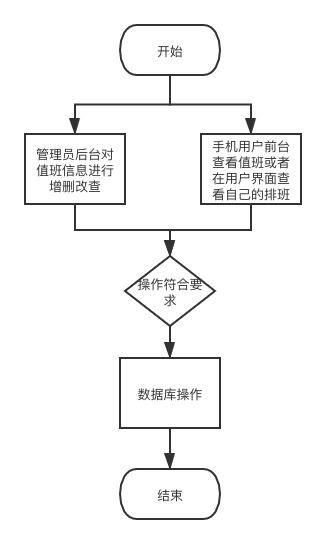 开始
管理员后台对
值班信息进行
增删改查
手机用户前台
查看值班或者
在用户界面查
看自己的排班
操作符合要
求
数据库操作
结束